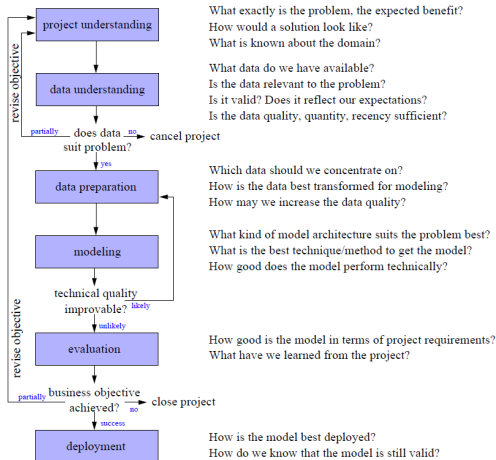 project understanding
What exactly is the problem, the expected benefit?
How would a solution look like?
What is known about the domain?
revise objective
data understanding
What data do we have available?
Is the data relevant to the problem?
Is it valid? Does it reflect our expectations?
Is the data quality, quantity, recency sufficient?
partially
does data
suit problem?
no
cancel project
yes
data preparation
Which data should we concentrate on?
How is the data best transformed for modeling?
How may we increase the data quality?
modeling
What kind of model architecture suits the problem best?
What is the best technique/method to get the model?
How good does the model perform technically?
technical quality
improvable?
likely
unlikely
revise objective
evaluation
How good is the model in terms of project requirements?
What have we learned from the project?
partially
business objective
achieved?
no
close project
success
deployment
How is the model best deployed?
How do we know that the model is still valid?